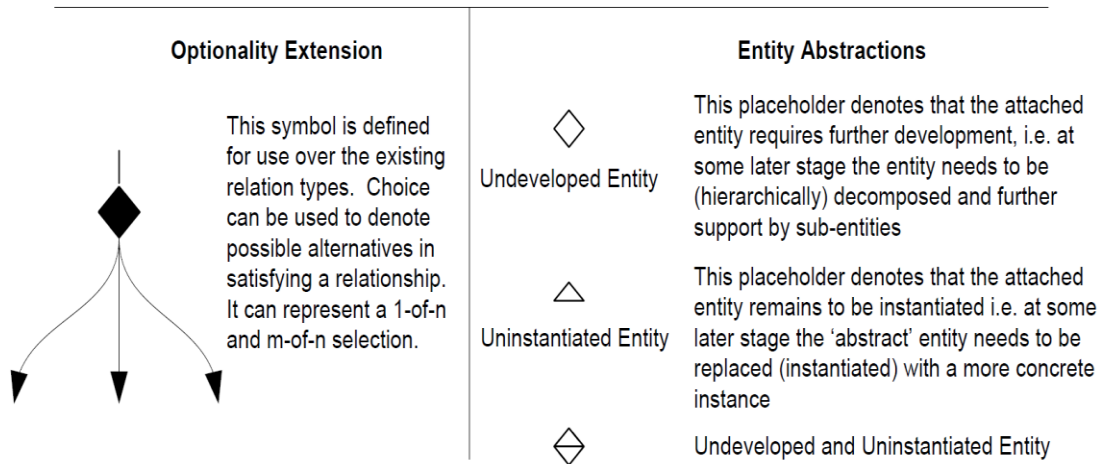 Optionality Extension
This symbol is defined
for use over the existing
relation types. Choice
can be used to denote
possible alternatives in
satisfying a relationship.
It can represent a 1-of-n
and m-of-n selection.
Entity Abstractions
Undeveloped Entity
This placeholder denotes that the attached
entity requires further development, i.e. at
some later stage the entity needs to be
(hierarchically) decomposed and further
support by sub-entities
Uninstantiated Entity
This placeholder denotes that the attached
entity remains to be instantiated i.e. at some
later stage the ‘abstract’ entity needs to be
replaced (instantiated) with a more concrete
instance
Undeveloped and Uninstantiated Entity